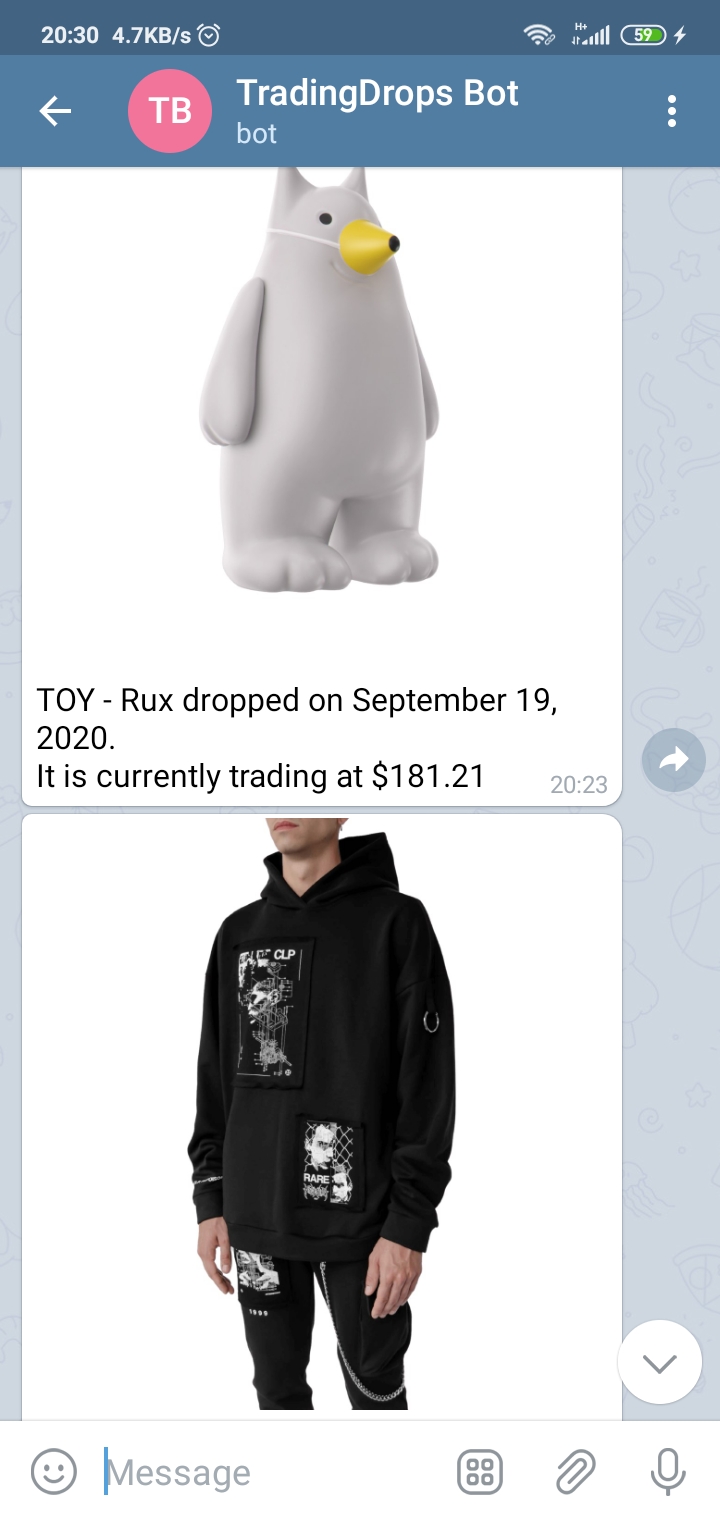 20:30 4.7KB/s
H+
59
TB
TradingDrops Bot
bot
TOY - Rux dropped on September 19,
2020.
It is currently trading at $181.21
20:23
CLP
RARE
1999
Message